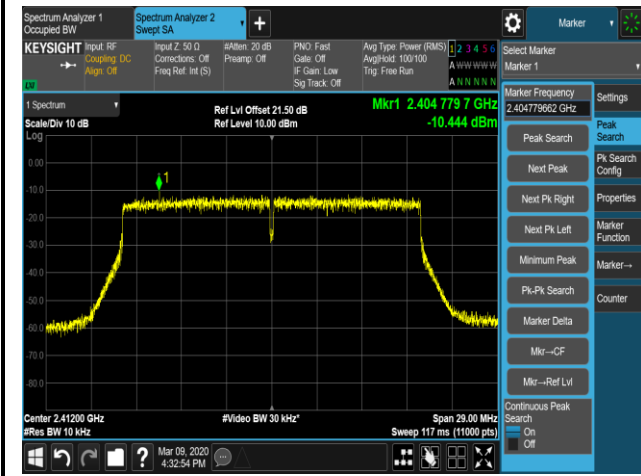 Spectrum Analyzer 1
Occupied BW
Spectrum Analyzer 2
Swept SA
Marker
KEYSIGHT
Input: RF
Coupling: DC
Align: Off
Input Z: 50 Ω
Corrections: Off
Freq Ref: Int (S)
#Atten: 20 dB
Preamp: Off
PNO: Fast
Gate: Off
IF Gain: Low
Sig Track: Off
Avg Type: Power (RMS)
Avg|Hold: 100/100
Trig: Free Run
1 2 3 4 5 6
A W W W W W
A N N N N N
Select Marker
Marker 1
1 Spectrum
Scale/Div 10 dB
Log
Ref Lvl Offset 21.50 dB
Ref Level 10.00 dBm
Mkr1 2.404 779 7 GHz
-10.444 dBm
0.00
-10.0
-20.0
-30.0
-40.0
-50.0
-60.0
-70.0
-80.0
1
Center 2.41200 GHz
#Res BW 10 kHz
#Video BW 30 kHz*
Span 29.00 MHz
Sweep 117 ms (11000 pts)
Marker Frequency
2.404779662 GHz
Peak Search
Next Peak
Next Pk Right
Next Pk Left
Minimum Peak
Pk-Pk Search
Marker Delta
Mkr→CF
Mkr→Ref Lvl
Continuous Peak
Search
On
Off
Settings
Peak
Search
Pk Search
Config
Properties
Marker
Function
Marker→
Counter
?
Mar 09, 2020
4:32:54 PM